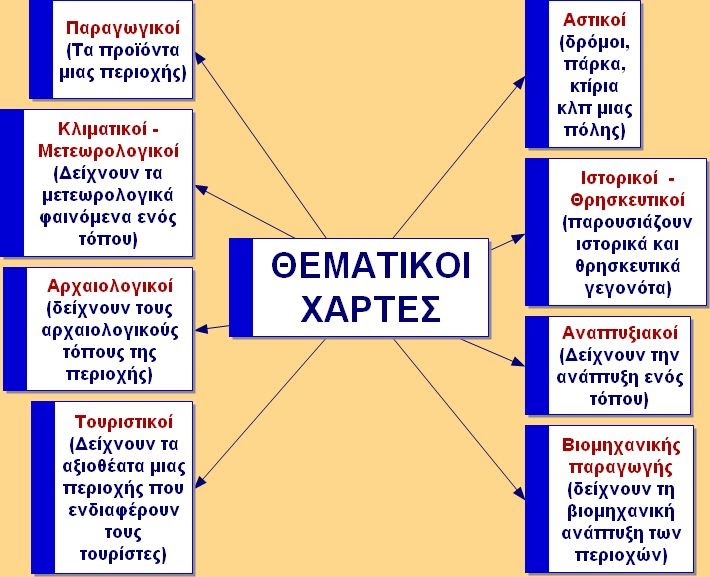 Παραγωγικοί
(Τα προϊόντα
μιας περιοχής)
Κλιματικοί -
Μετεωρολογικοί
(Δείχνουν τα
μετεωρολογικά
φαινόμενα ενός
τόπου)
Αρχαιολογικοί
(δείχνουν τους
αρχαιολογικούς
τόπους της
περιοχής)
Τουριστικοί
(Δείχνουν τα
αξιοθέατα μιας
περιοχής που
ενδιαφέρουν
τους
τουρίστες)
ΘΕΜΑΤΙΚΟΙ
ΧΑΡΤΕΣ
Αστικοί
(δρόμοι,
πάρκα,
κτίρια
κλπ μιας
πόλης)
Ιστορικοί -
Θρησκευτικοί
(παρουσιάζουν
ιστορικά και
θρησκευτικά
γεγονότα)
Αναπτυξιακοί
(Δείχνουν την
ανάπτυξη ενός
τόπου)
Βιομηχανικής
παραγωγής
(δείχνουν τη
βιομηχανική
ανάπτυξη των
περιοχών)